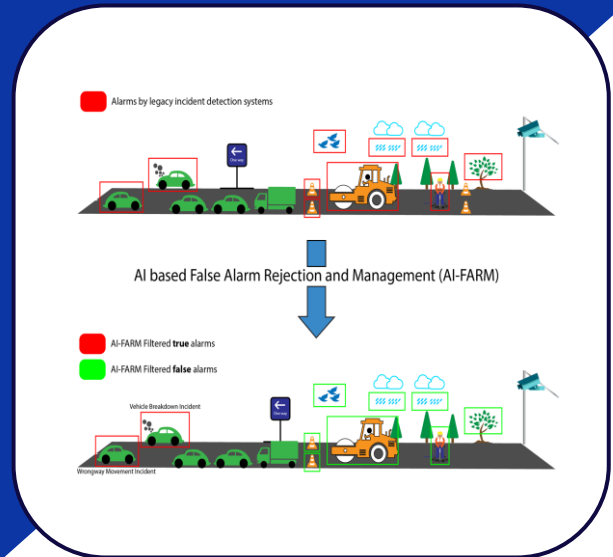 Alarms by legacy incident detection systems
One way
AI based False Alarm Rejection and Management (AI-FARM)
AI-FARM Filtered true alarms
AI-FARM Filtered false alarms
Vehicle Breakdown Incident
One way
Wrongway Movement Incident